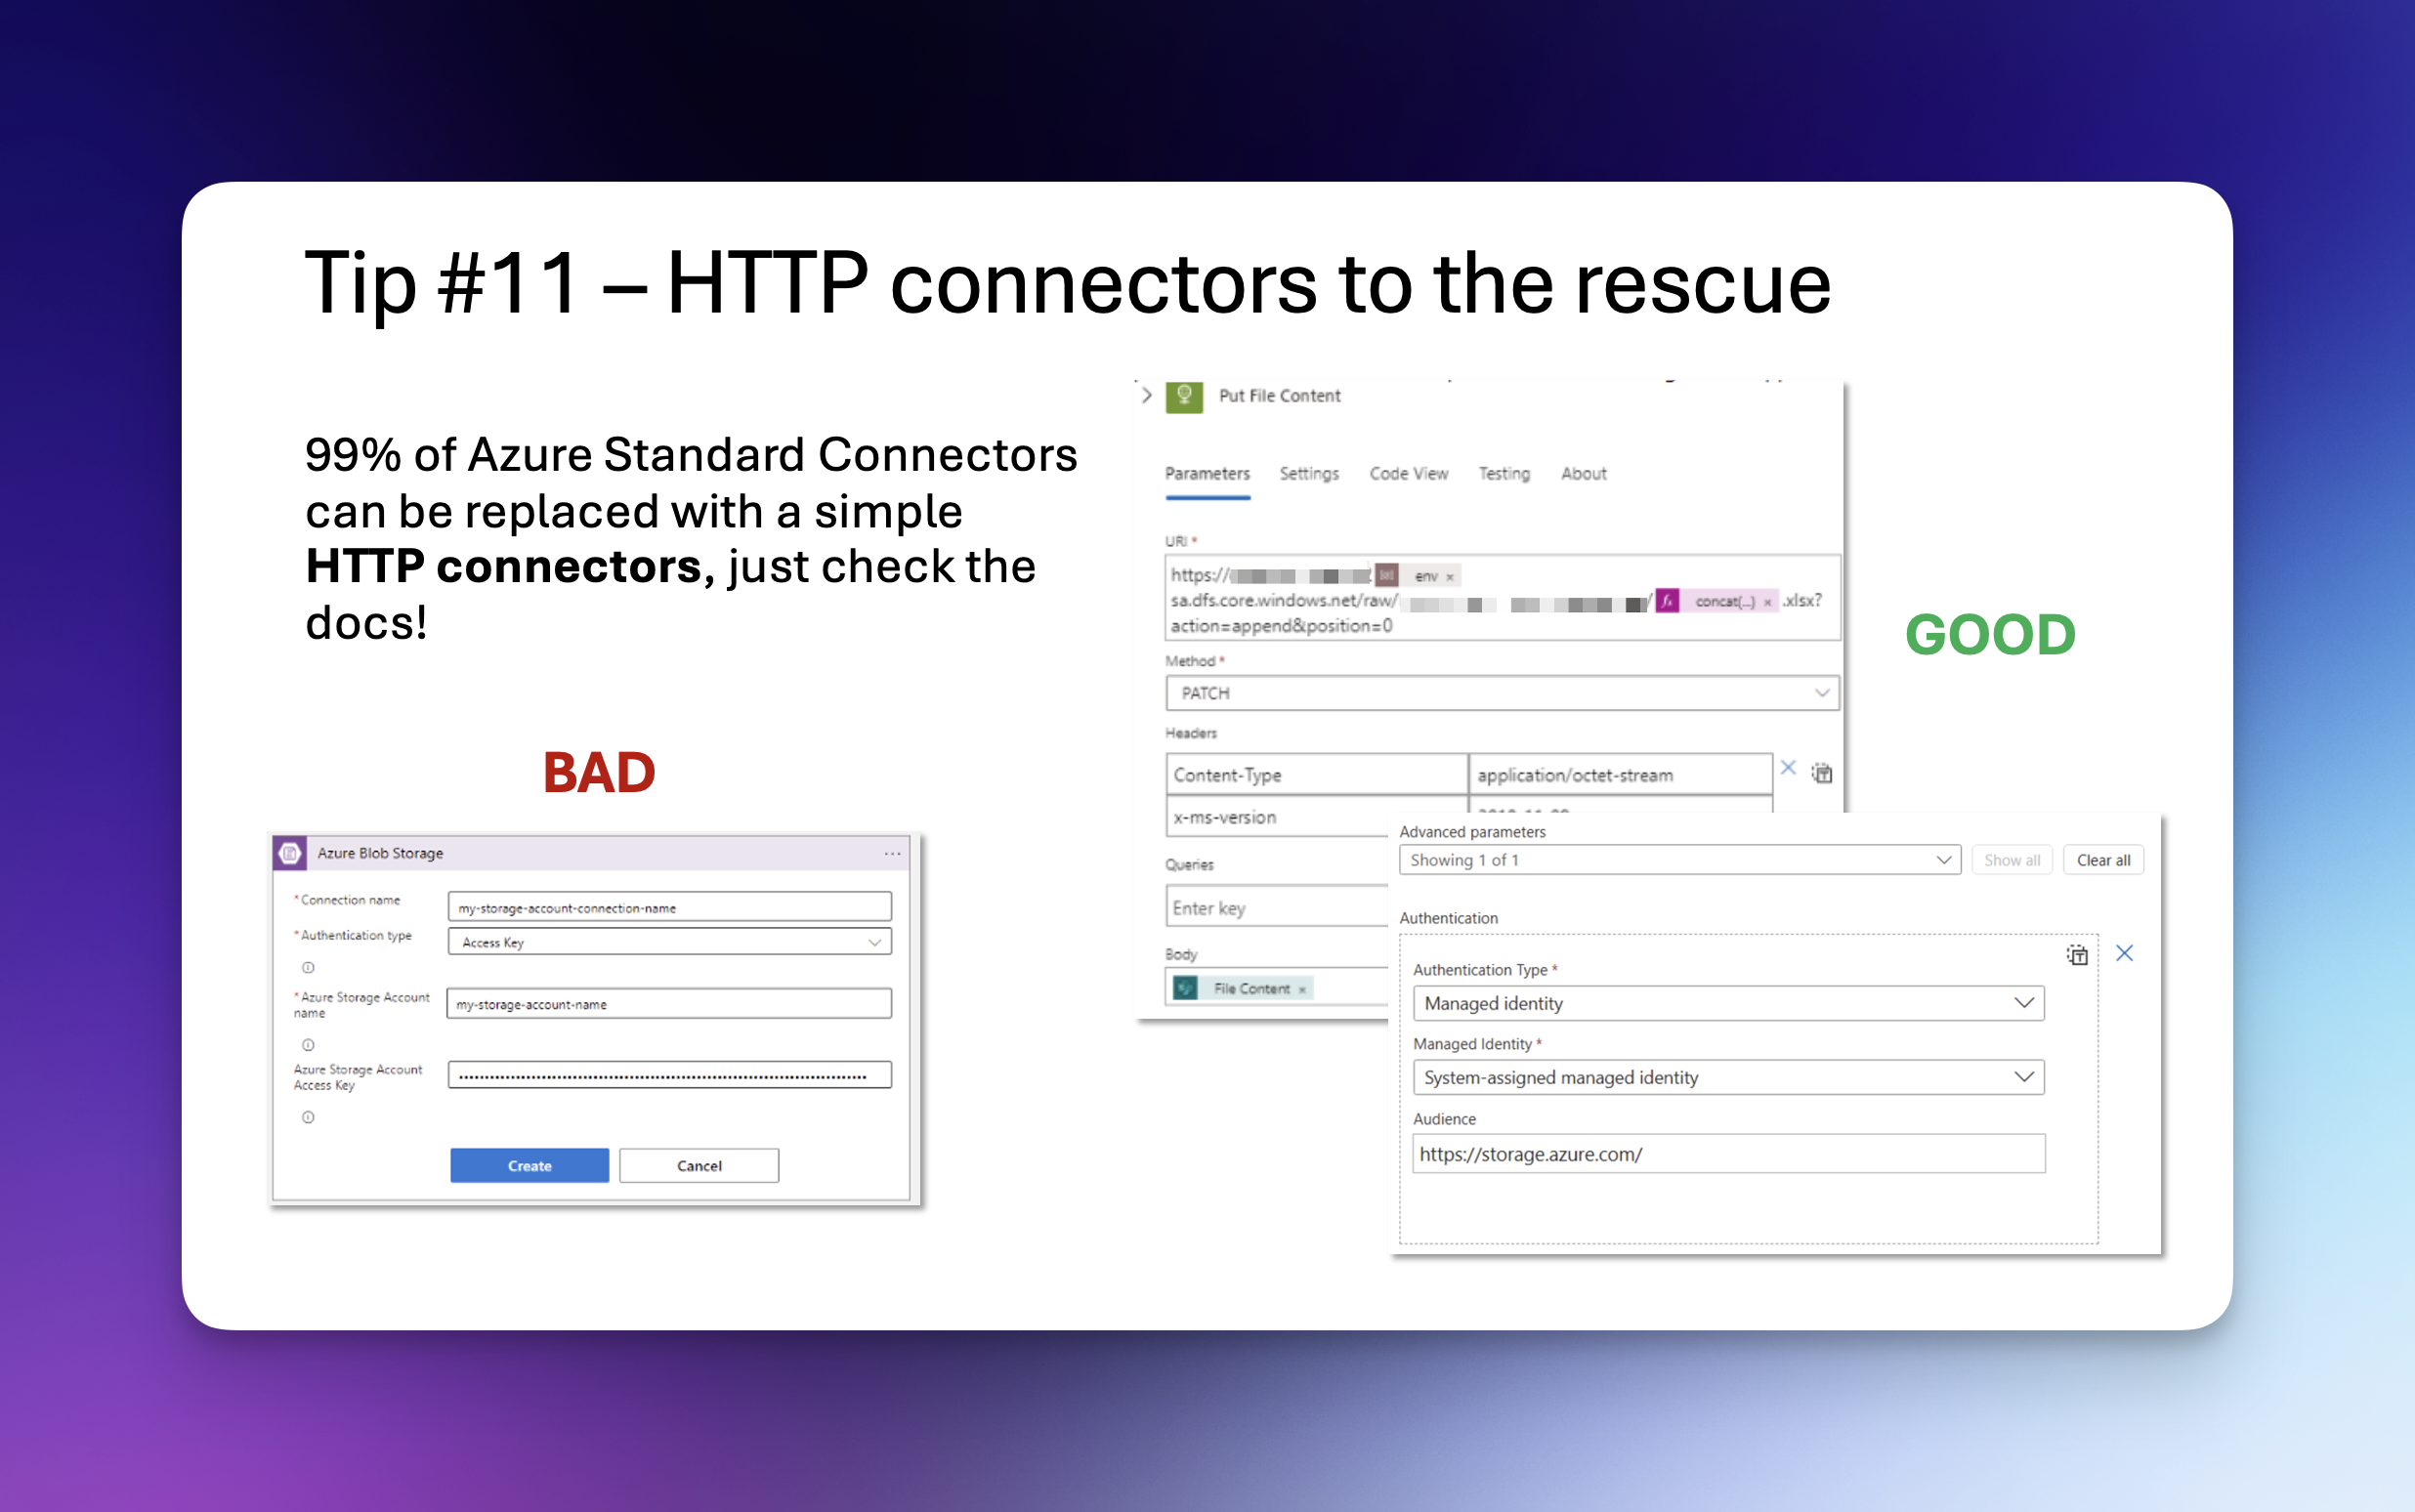 Tip #11 – HTTP connectors to the rescue
99% of Azure Standard Connectors
can be replaced with a simple
HTTP connectors, just check the
docs!
BAD
Azure Blob Storage
...
* Connection name
my-storage-account-connection-name
* Authentication type
Access Key
* Azure Storage Account
name
my-storage-account-name
Azure Storage Account
Access Key
Create
Cancel
Put File Content
Parameters
Settings
Code View
Testing
About
URI *
https://
env ×
sa.dfs.core.windows.net/raw/
/
fx
concat(...) ×
.xlsx?
action=append&position=0
Method *
PATCH
Headers
Content-Type
application/octet-stream
x-ms-version
Queries
Enter key
Body
File Content ×
GOOD
Advanced parameters
Showing 1 of 1
Show all
Clear all
Authentication
Authentication Type *
Managed identity
Managed Identity *
System-assigned managed identity
Audience
https://storage.azure.com/